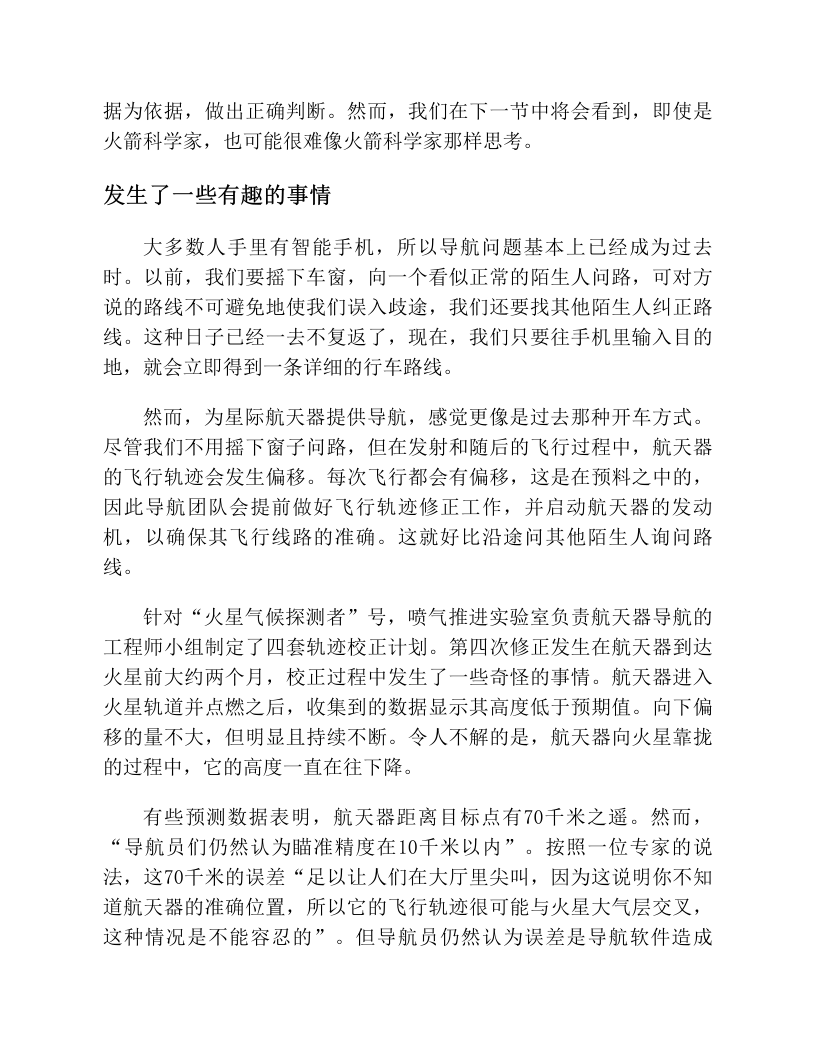 据为依据，做出正确判断。然而，我们在下一节中将会看到，即使是
火箭科学家，也可能很难像火箭科学家那样思考。
发生了一些有趣的事情
大多数人手里有智能手机，所以导航问题基本上已经成为过去
时。以前，我们要摇下车窗，向一个看似正常的陌生人问路，可对方
说的路线不可避免地使我们误入歧途，我们还要找其他陌生人纠正路
线。这种日子已经一去不复返了，现在，我们只要往手机里输入目的
地，就会立即得到一条详细的行车路线。
然而，为星际航天器提供导航，感觉更像是过去那种开车方式。
尽管我们不用摇下窗子问路，但在发射和随后的飞行过程中，航天器
的飞行轨迹会发生偏移。每次飞行都会有偏移，这是在预料之中的，
因此导航团队会提前做好飞行轨迹修正工作，并启动航天器的发动
机，以确保其飞行线路的准确。这就好比沿途问其他陌生人询问路
线。
针对“火星气候探测者”号，喷气推进实验室负责航天器导航的
工程师小组制定了四套轨迹校正计划。第四次修正发生在航天器到达
火星前大约两个月，校正过程中发生了一些奇怪的事情。航天器进入
火星轨道并点燃之后，收集到的数据显示其高度低于预期值。向下偏
移的量不大，但明显且持续不断。令人不解的是，航天器向火星靠拢
的过程中，它的高度一直在往下降。
有些预测数据表明，航天器距离目标点有70千米之遥。然而，
“导航员们仍然认为瞄准精度在10千米以内”。按照一位专家的说
法，这70千米的误差“足以让人们在大厅里尖叫，因为这说明你不知
道航天器的准确位置，所以它的飞行轨迹很可能与火星大气层交叉，
这种情况是不能容忍的”。但导航员仍然认为误差是导航软件造成